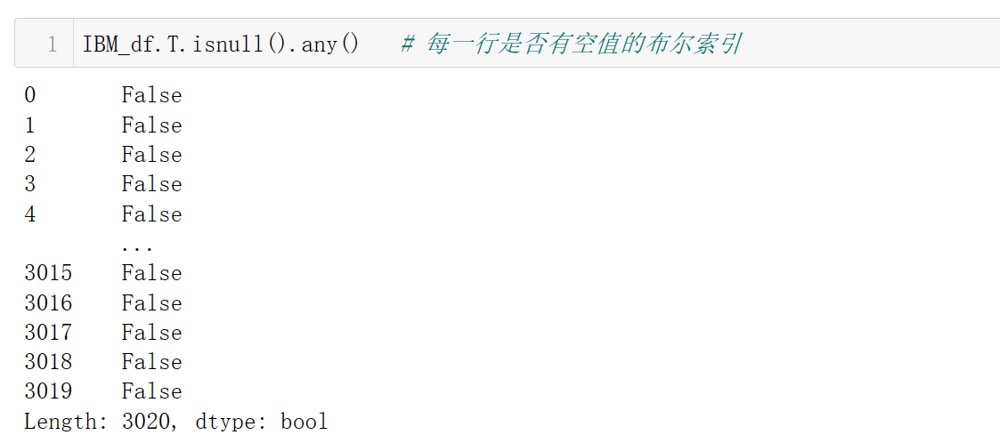 1 IBM_df.T.isnull().any()   # 每一行是否有空值的布尔索引
0       False
1       False
2       False
3       False
4       False
        ...
3015    False
3016    False
3017    False
3018    False
3019    False
Length: 3020, dtype: bool